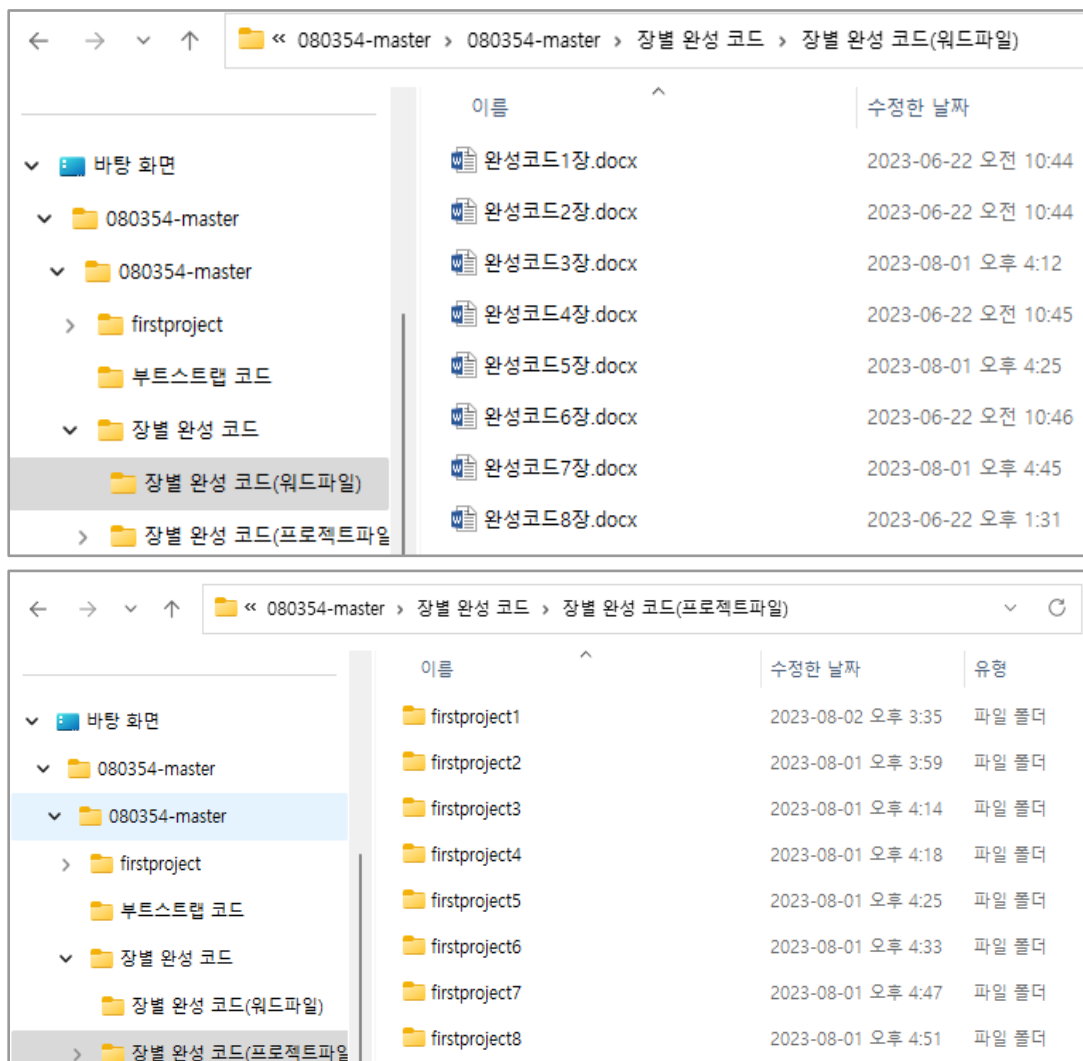 « 080354-master › 080354-master › 장별 완성 코드 › 장별 완성 코드(워드파일)
이름 수정한 날짜
바탕 화면
080354-master
080354-master
firstproject
부트스트랩 코드
장별 완성 코드
장별 완성 코드(워드파일)
장별 완성 코드(프로젝트파일
완성코드1장.docx 2023-06-22 오전 10:44
완성코드2장.docx 2023-06-22 오전 10:44
완성코드3장.docx 2023-08-01 오후 4:12
완성코드4장.docx 2023-06-22 오전 10:45
완성코드5장.docx 2023-08-01 오후 4:25
완성코드6장.docx 2023-06-22 오전 10:46
완성코드7장.docx 2023-08-01 오후 4:45
완성코드8장.docx 2023-06-22 오후 1:31
« 080354-master › 장별 완성 코드 › 장별 완성 코드(프로젝트파일)
이름 수정한 날짜 유형
바탕 화면
080354-master
080354-master
firstproject
부트스트랩 코드
장별 완성 코드
장별 완성 코드(워드파일)
장별 완성 코드(프로젝트파일
firstproject1 2023-08-02 오후 3:35 파일 폴더
firstproject2 2023-08-01 오후 3:59 파일 폴더
firstproject3 2023-08-01 오후 4:14 파일 폴더
firstproject4 2023-08-01 오후 4:18 파일 폴더
firstproject5 2023-08-01 오후 4:25 파일 폴더
firstproject6 2023-08-01 오후 4:33 파일 폴더
firstproject7 2023-08-01 오후 4:47 파일 폴더
firstproject8 2023-08-01 오후 4:51 파일 폴더